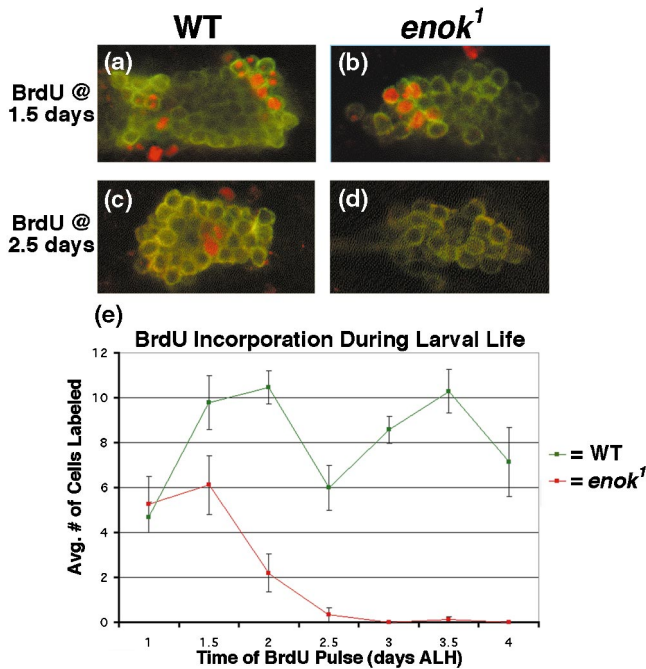 WT enok¹
(a) (b)
BrdU @
1.5 days
(c) (d)
BrdU @
2.5 days
(e)
BrdU Incorporation During Larval Life
12
10
8
6
4
2
0
Avg. # of Cells Labeled
1 1.5 2 2.5 3 3.5 4
Time of BrdU Pulse (days ALH)
= WT
= enok¹